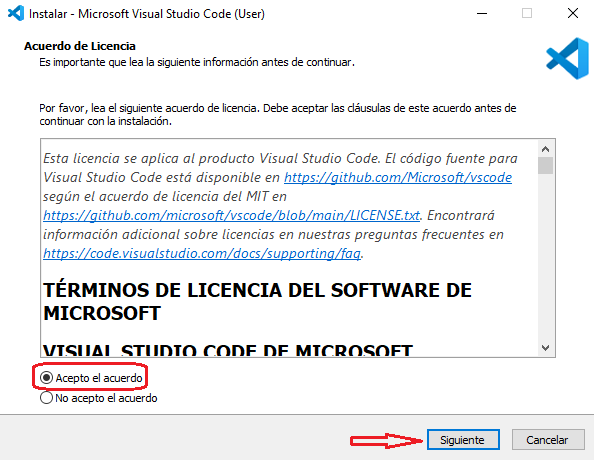 Instalar - Microsoft Visual Studio Code (User)
Acuerdo de Licencia
Es importante que lea la siguiente información antes de continuar.
Por favor, lea el siguiente acuerdo de licencia. Debe aceptar las cláusulas de este acuerdo antes de
continuar con la instalación.
Esta licencia se aplica al producto Visual Studio Code. El código fuente para
Visual Studio Code está disponible en https://github.com/Microsoft/vscode
según el acuerdo de licencia del MIT en
https://github.com/microsoft/vscode/blob/main/LICENSE.txt. Encontrará
información adicional sobre licencias en nuestras preguntas frecuentes en
https://code.visualstudio.com/docs/supporting/faq.
TÉRMINOS DE LICENCIA DEL SOFTWARE DE
MICROSOFT
VISUAL STUDIO CODE DE MICROSOFT
Acepto el acuerdo
No acepto el acuerdo
Siguiente
Cancelar